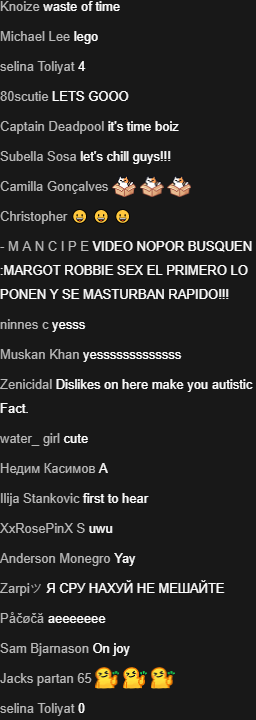 Knoize waste of time
Michael Lee lego
selina Toliyat 4
80scutie LETS GOOO
Captain Deadpool it's time boiz
Subella Sosa let's chill guys!!!
Camilla Gonçalves
Christopher
- M A N C I P E VIDEO NOPOR BUSQUEN
:MARGOT ROBBIE SEX EL PRIMERO LO
PONEN Y SE MASTURBAN RAPIDO!!!
ninnes c yesss
Muskan Khan yesssssssssssss
Zenicidal Dislikes on here make you autistic
Fact.
water_ girl cute
Недим Касимов А
Ilija Stankovic first to hear
XxRosePinX S uwu
Anderson Monegro Yay
Zarpiツ Я СРУ НАХУЙ НЕ МЕШАЙТЕ
Påčøčă aeeeeeee
Sam Bjarnason On joy
Jacks partan 65
selina Toliyat 0